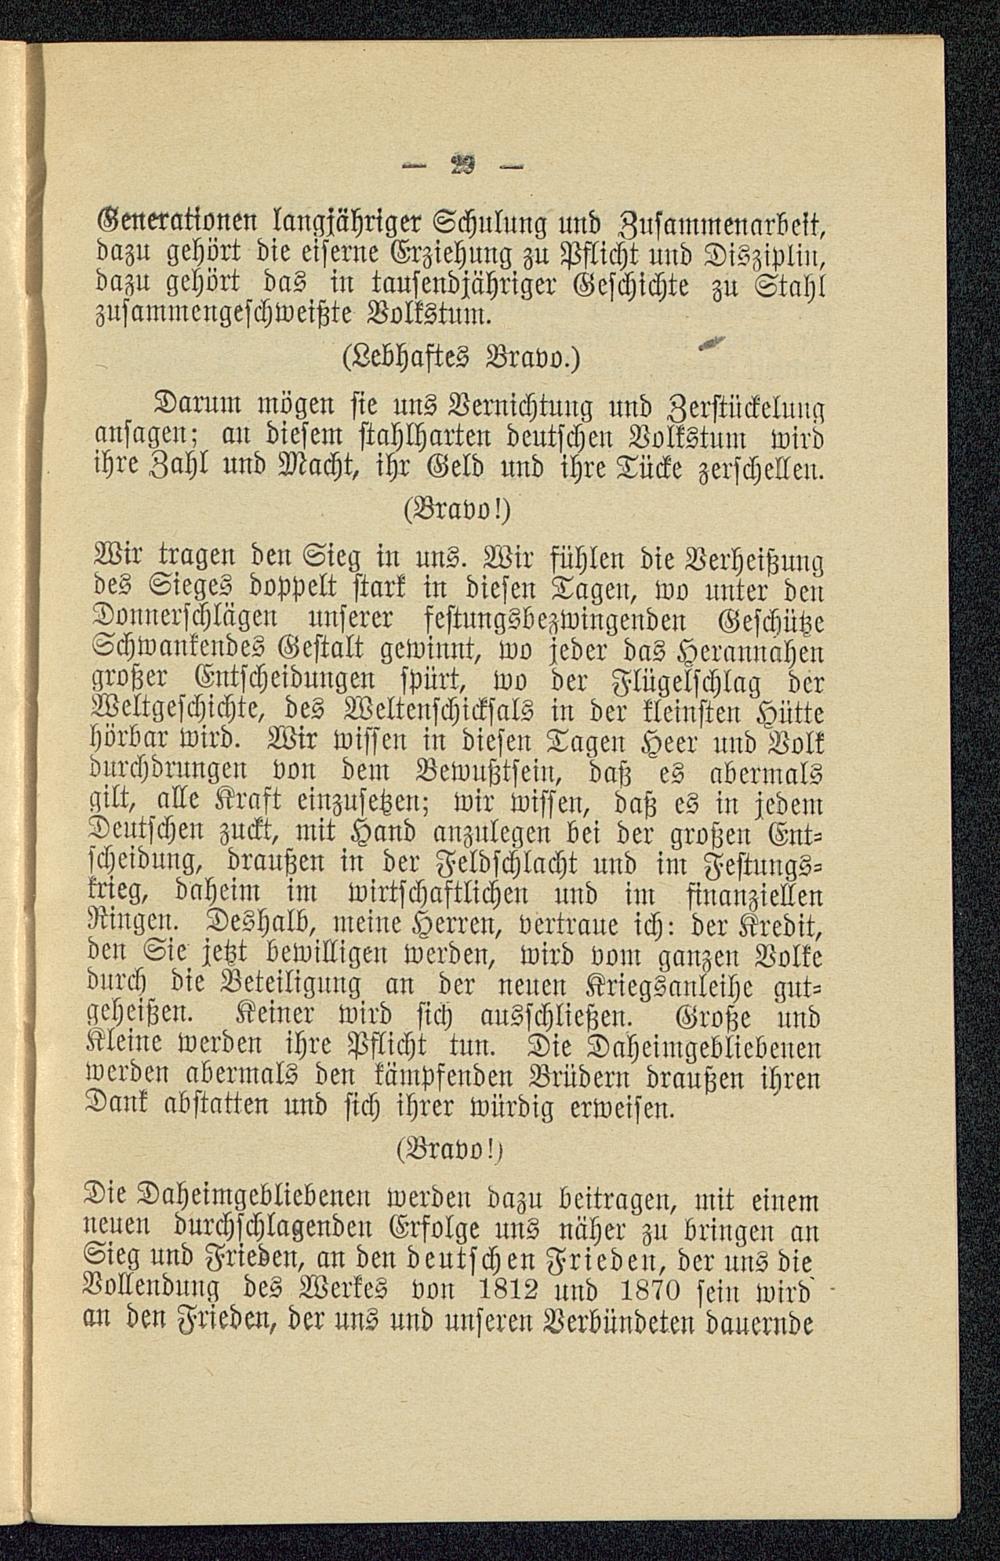 — 29 —
Generationen langjähriger Schulung und Zusammenarbeit,
dazu gehört die eiserne Erziehung zu Pflicht und Disziplin,
dazu gehört das in tausendjähriger Geschichte zu Stahl
zusammengeschweißte Volkstum.
(Lebhaftes Bravo.)
Darum mögen sie uns Vernichtung und Zerstückelung
ansagen; an diesem stahlharten deutschen Volkstum wird
ihre Zahl und Macht, ihr Geld und ihre Tücke zerschellen.
(Bravo!)
Wir tragen den Sieg in uns. Wir fühlen die Verheißung
des Sieges doppelt stark in diesen Tagen, wo unter den
Donnerschlägen unserer festungsbezwingenden Geschütze
Schwankendes Gestalt gewinnt, wo jeder das Herannahen
großer Entscheidungen spürt, wo der Flügelschlag der
Weltgeschichte, des Weltenschicksals in der kleinsten Hütte
hörbar wird. Wir wissen in diesen Tagen Heer und Volk
durchdrungen von dem Bewußtsein, daß es abermals
gilt, alle Kraft einzusetzen; wir wissen, daß es in jedem
Deutschen zuckt, mit Hand anzulegen bei der großen Ent-
scheidung, draußen in der Feldschlacht und im Festungs-
krieg, daheim im wirtschaftlichen und im finanziellen
Ringen. Deshalb, meine Herren, vertraue ich: der Kredit,
den Sie jetzt bewilligen werden, wird vom ganzen Volke
durch die Beteiligung an der neuen Kriegsanleihe gut-
geheißen. Keiner wird sich ausschließen. Große und
Kleine werden ihre Pflicht tun. Die Daheimgebliebenen
werden abermals den kämpfenden Brüdern draußen ihren
Dank abstatten und sich ihrer würdig erweisen.
(Bravo!)
Die Daheimgebliebenen werden dazu beitragen, mit einem
neuen durchschlagenden Erfolge uns näher zu bringen an
Sieg und Frieden, an den deutschen Frieden, der uns die
Vollendung des Werkes von 1812 und 1870 sein wird
an den Frieden, der uns und unseren Verbündeten dauernde